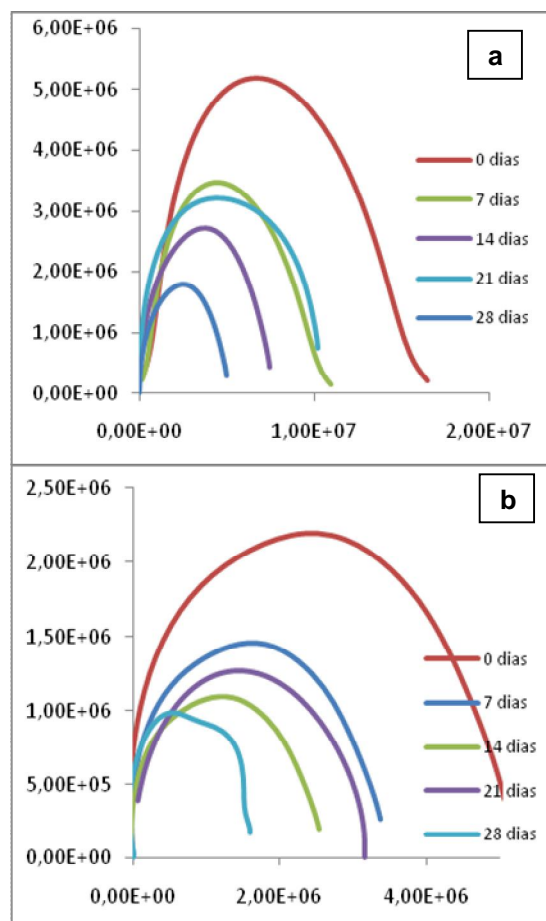 6,00E+06
a
5,00E+06
4,00E+06
0 dias
3,00E+06
7 dias
14 dias
2,00E+06
21 dias
1,00E+06
28 dias
0,00E+00
0,00E+00 1,00E+07 2,00E+07
2,50E+06
b
2,00E+06
1,50E+06
0 dias
1,00E+06
7 dias
14 dias
5,00E+05
21 dias
28 dias
0,00E+00
0,00E+00 2,00E+06 4,00E+06